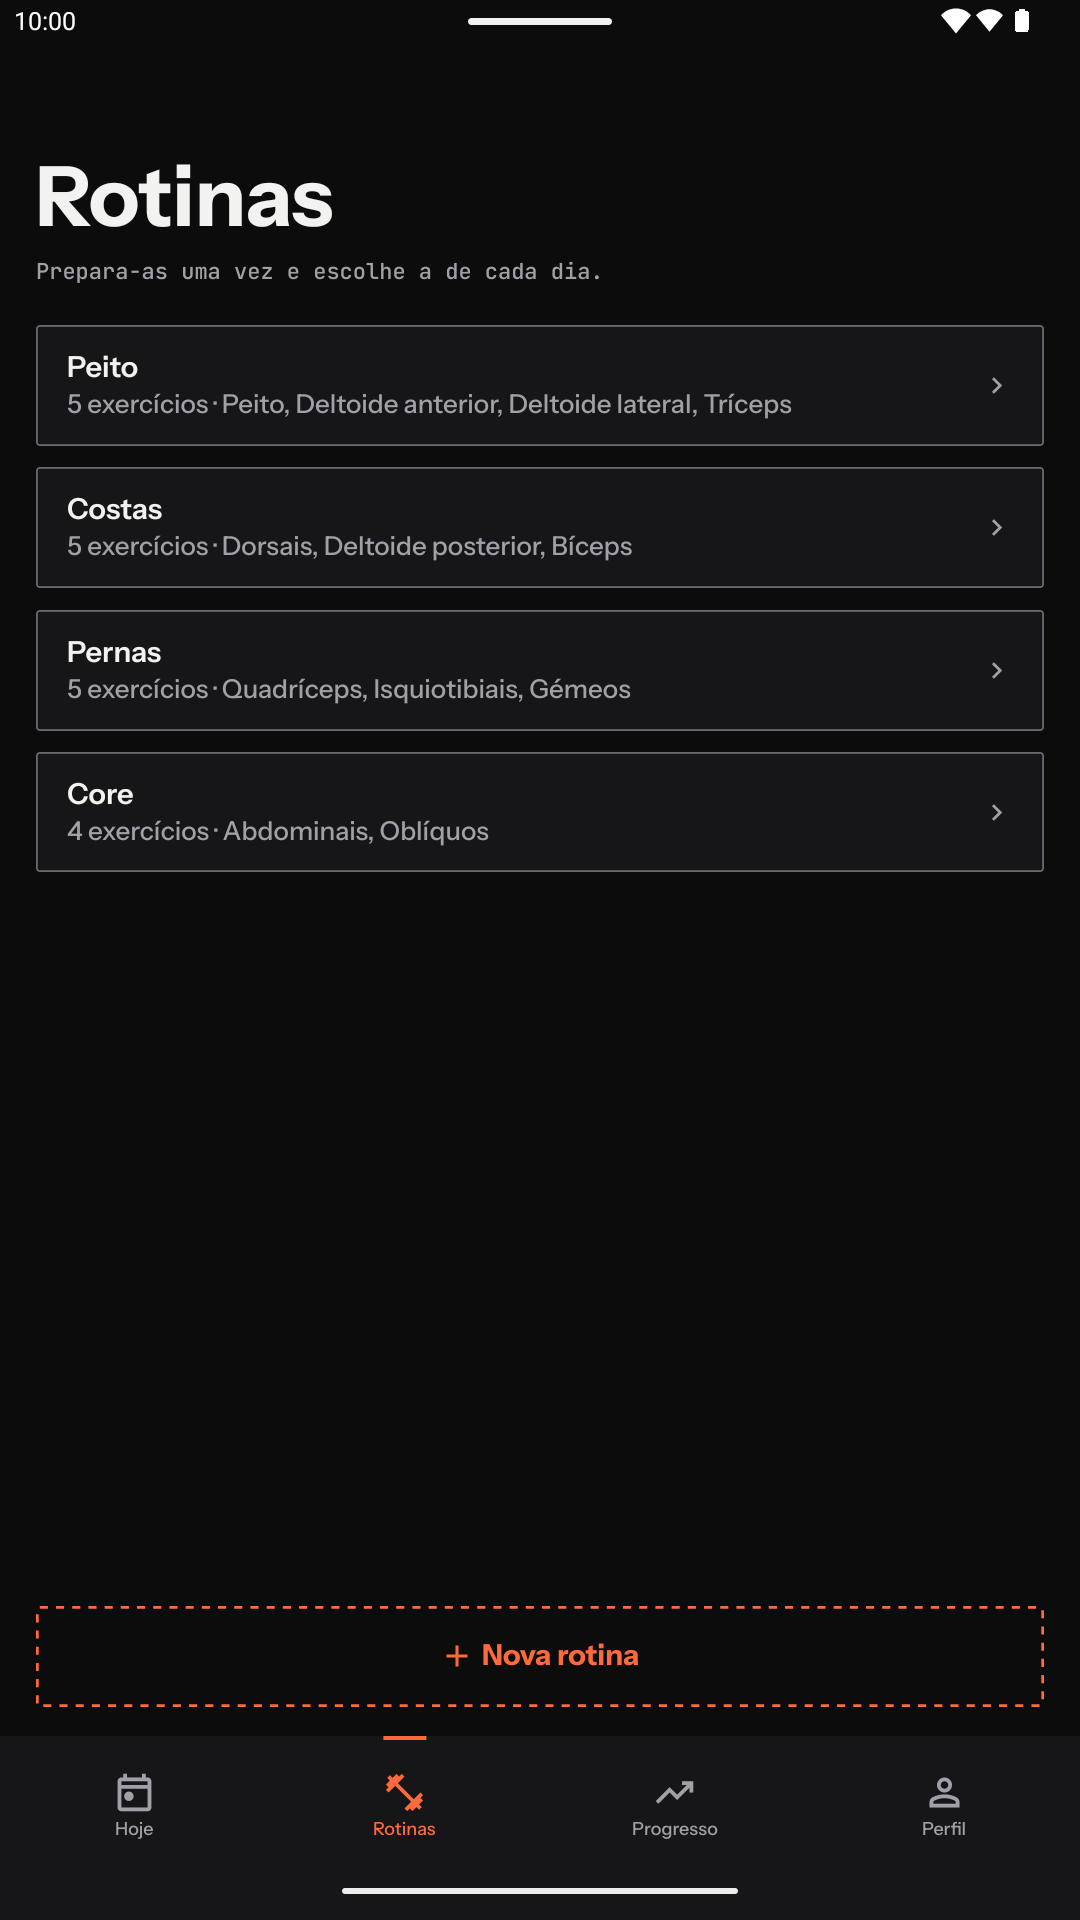 10:00
Rotinas
Prepara-as uma vez e escolhe a de cada dia.
Peito
5 exercícios · Peito, Deltoide anterior, Deltoide lateral, Tríceps
Costas
5 exercícios · Dorsais, Deltoide posterior, Bíceps
Pernas
5 exercícios · Quadríceps, Isquiotibiais, Gémeos
Core
4 exercícios · Abdominais, Oblíquos
+ Nova rotina
Hoje
Rotinas
Progresso
Perfil